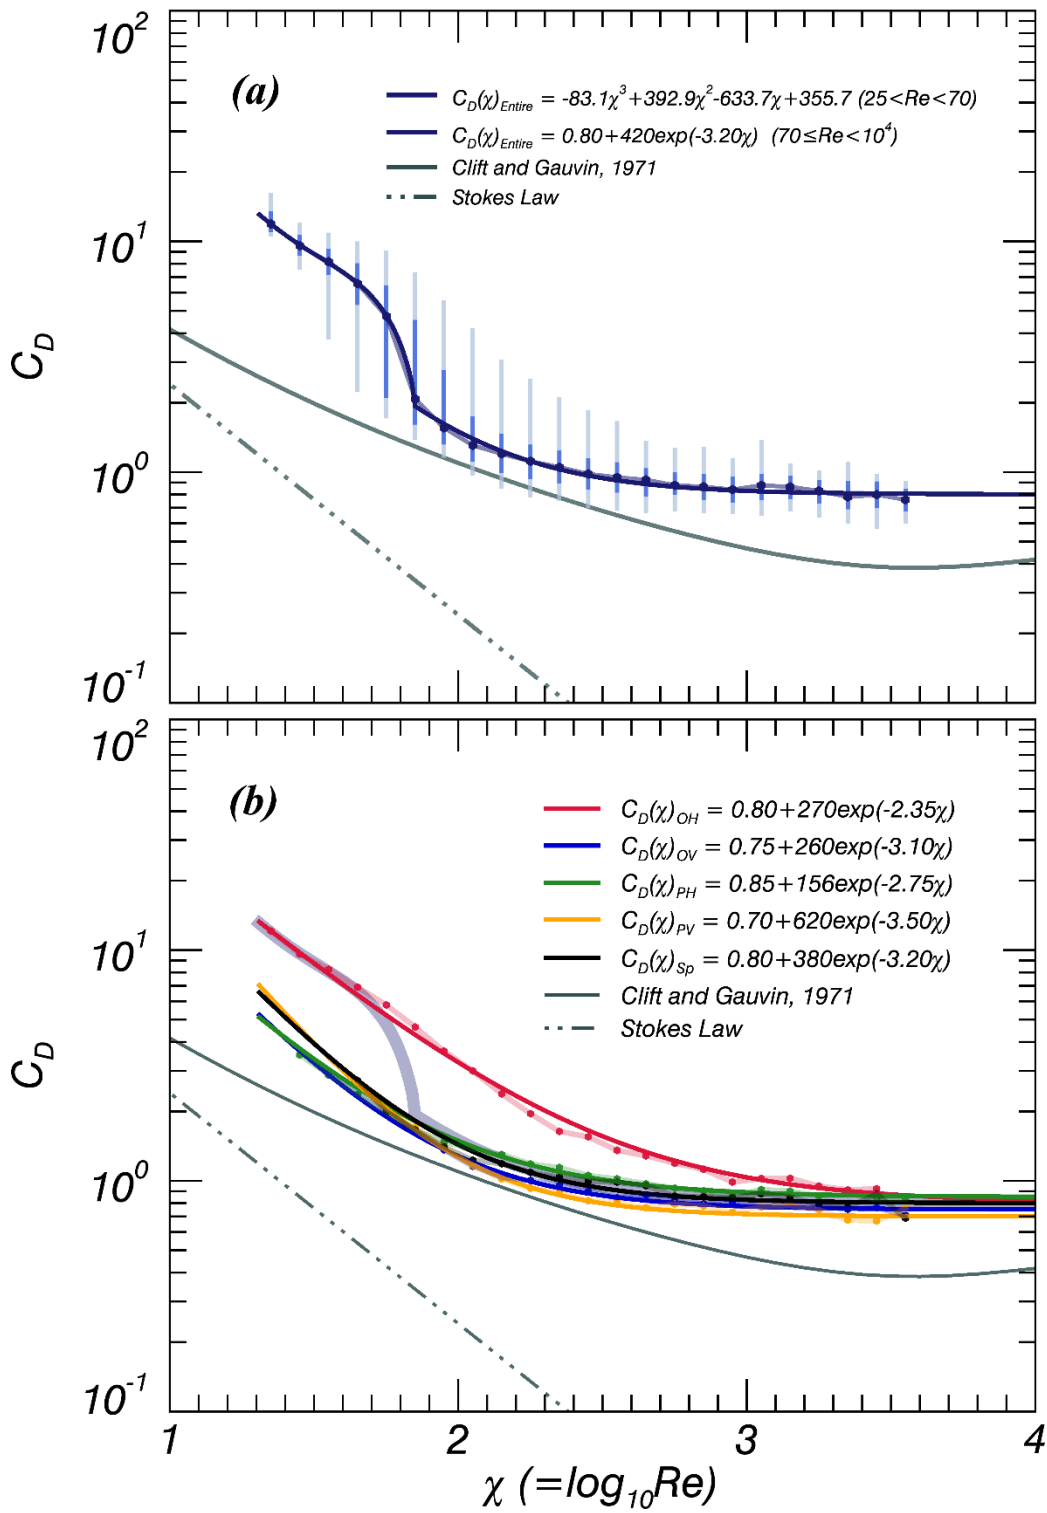 10²
(a)
C_D(χ)_Entire = -83.1χ³+392.9χ²-633.7χ+355.7 (25<Re<70)
C_D(χ)_Entire = 0.80+420exp(-3.20χ) (70≤Re<10⁴)
Clift and Gauvin, 1971
Stokes Law
10¹
C_D
10⁰
10⁻¹
10²
(b)
C_D(χ)_OH = 0.80+270exp(-2.35χ)
C_D(χ)_OV = 0.75+260exp(-3.10χ)
C_D(χ)_PH = 0.85+156exp(-2.75χ)
C_D(χ)_PV = 0.70+620exp(-3.50χ)
C_D(χ)_Sp = 0.80+380exp(-3.20χ)
Clift and Gauvin, 1971
Stokes Law
10¹
C_D
10⁰
10⁻¹
1 2 3 4
χ (=log₁₀Re)